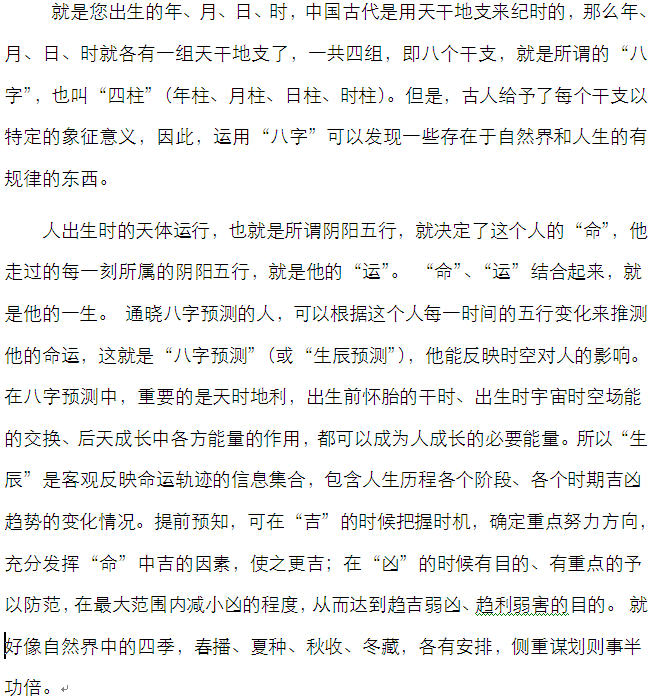 就是您出生的年、月、日、时，中国古代是用天干地支来纪时的，那么年、
月、日、时就各有一组天干地支了，一共四组，即八个干支，就是所谓的“八
字”，也叫“四柱”（年柱、月柱、日柱、时柱）。但是，古人给予了每个干支以
特定的象征意义，因此，运用“八字”可以发现一些存在于自然界和人生的有
规律的东西。
人出生时的天体运行，也就是所谓阴阳五行，就决定了这个人的“命”，他
走过的每一刻所属的阴阳五行，就是他的“运”。 “命”、“运” 结合起来，就
是他的一生。 通晓八字预测的人，可以根据这个人每一时间的五行变化来推测
他的命运，这就是“八字预测”（或“生辰预测”），他能反映时空对人的影响。
在八字预测中，重要的是天时地利，出生前怀胎的干时、出生时宇宙时空场能
的交换、后天成长中各方能量的作用，都可以成为人成长的必要能量。所以“生
辰” 是客观反映命运轨迹的信息集合，包含人生历程各个阶段、各个时期吉凶
趋势的变化情况。提前预知，可在“吉”的时候把握时机，确定重点努力方向，
充分发挥“命”中吉的因素，使之更吉；在“凶”的时候有目的、有重点的予
以防范，在最大范围内减小凶的程度，从而达到趋吉弱凶、趋利弱害的目的。 就
好像自然界中的四季，春播、夏种、秋收、冬藏，各有安排，侧重谋划则事半
功倍。